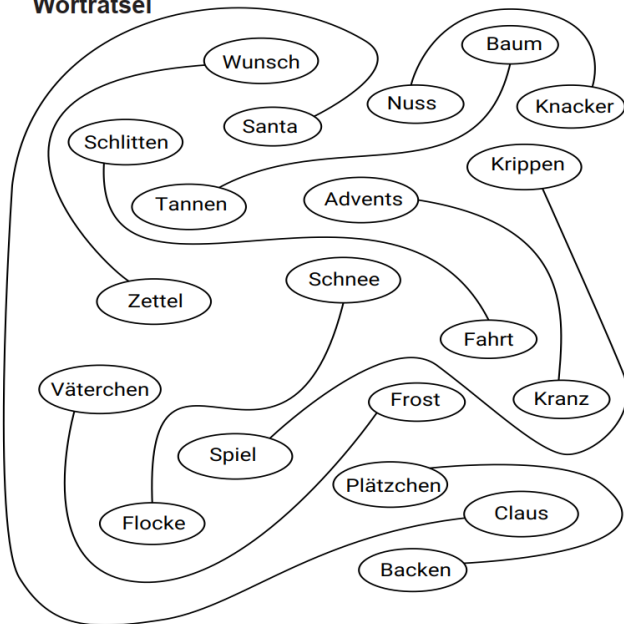 Worträtsel
Baum
Wunsch
Nuss
Knacker
Santa
Schlitten
Krippen
Tannen
Advents
Schnee
Zettel
Fahrt
Väterchen
Frost
Kranz
Spiel
Plätzchen
Claus
Flocke
Backen